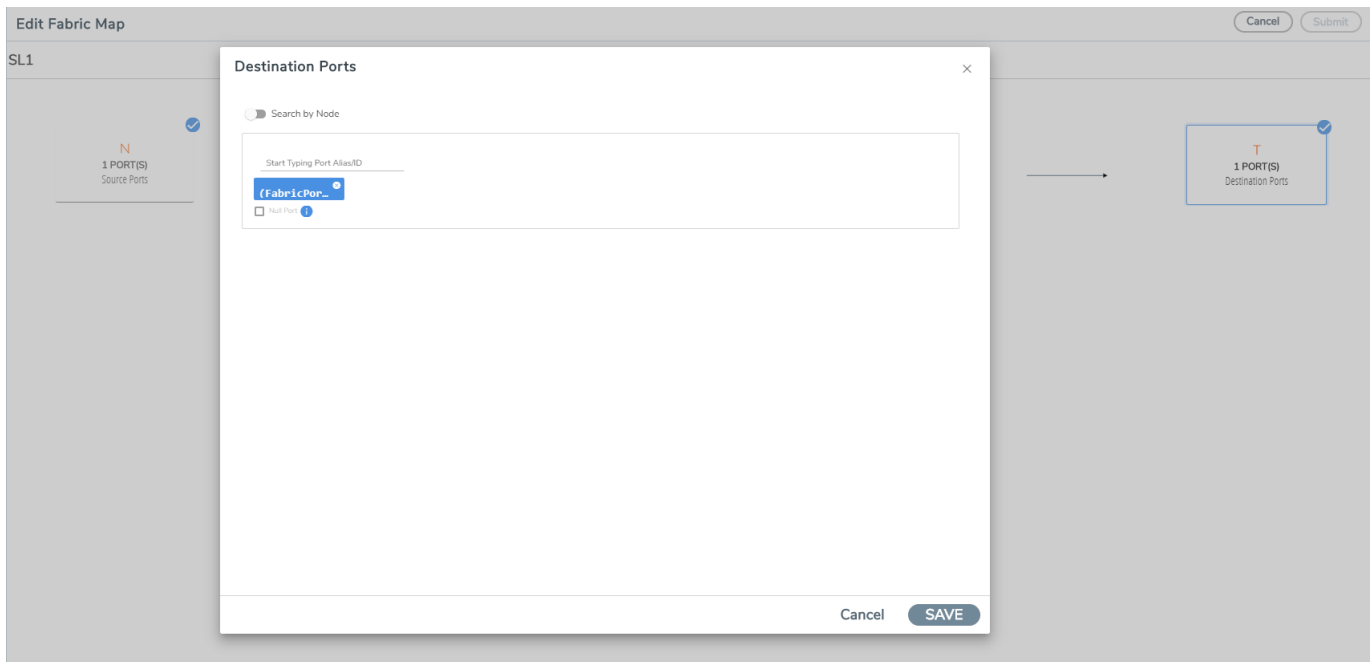 Edit Fabric Map
Cancel
Submit
SL1
Destination Ports
Search by Node
Start Typing Port Alias/ID
(FabricPor…
Null Port
N
1 PORT(S)
Source Ports
T
1 PORT(S)
Destination Ports
Cancel
SAVE